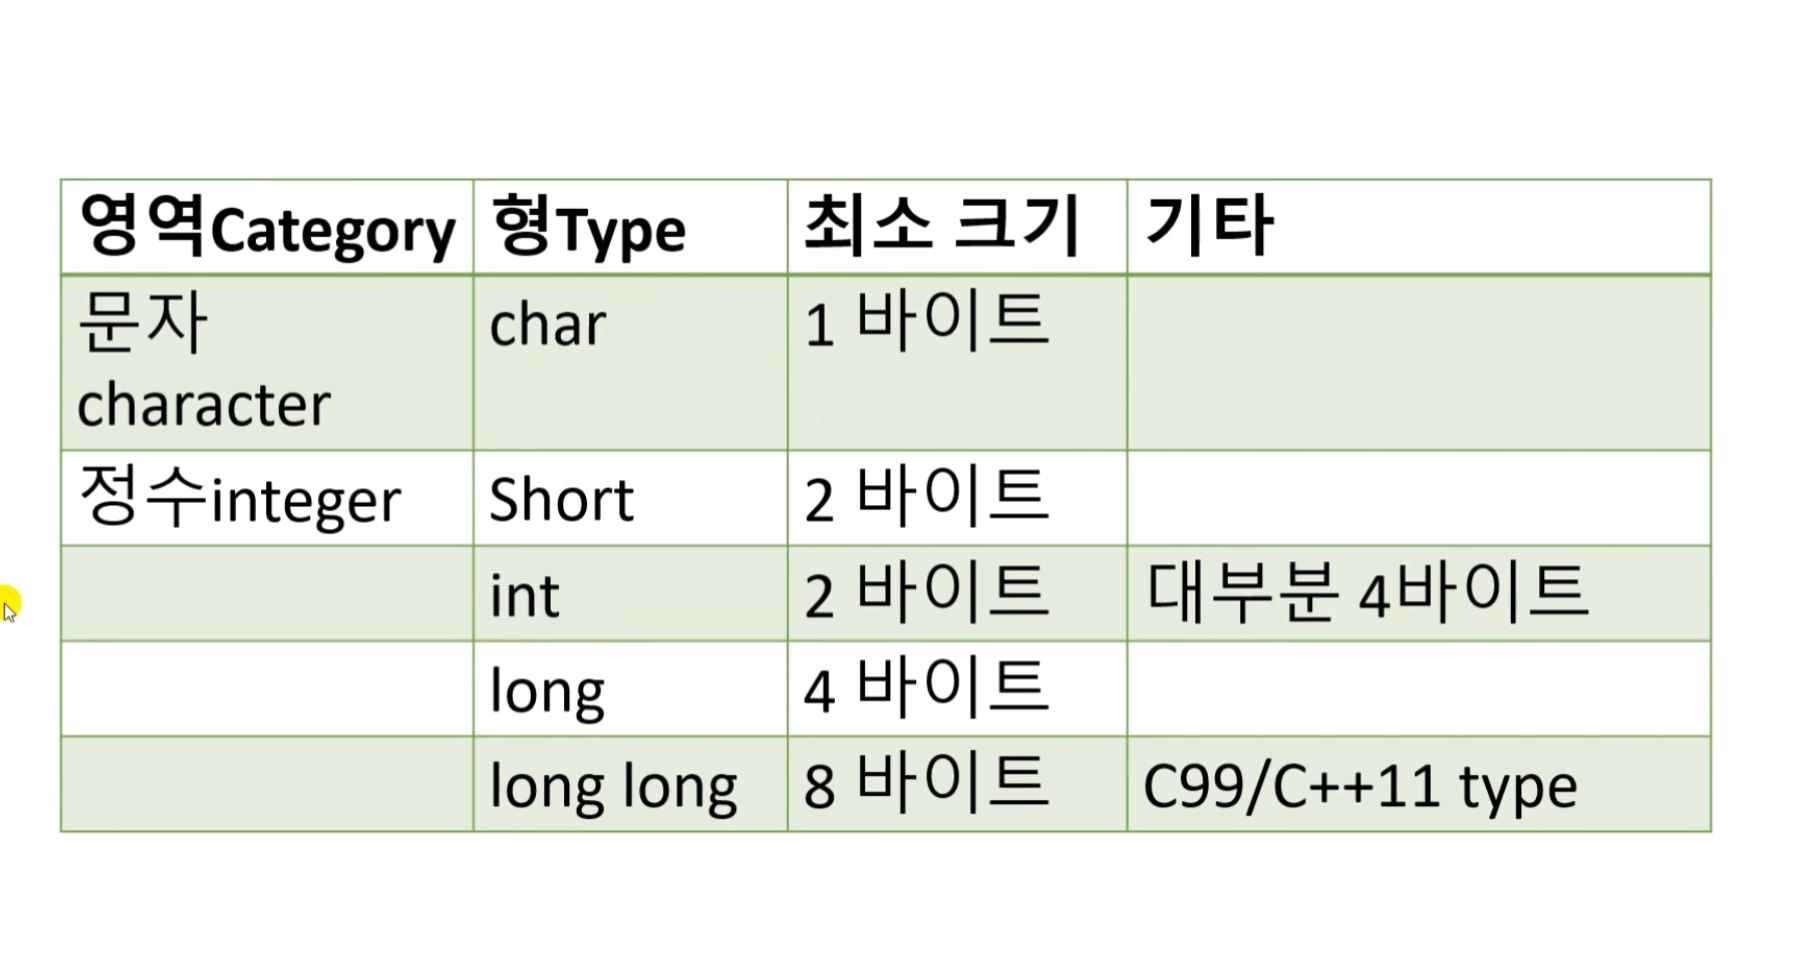 영역Category 형Type 최소 크기 기타
문자 char 1 바이트
character
정수integer Short 2 바이트
int 2 바이트 대부분 4바이트
long 4 바이트
long long 8 바이트 C99/C++11 type